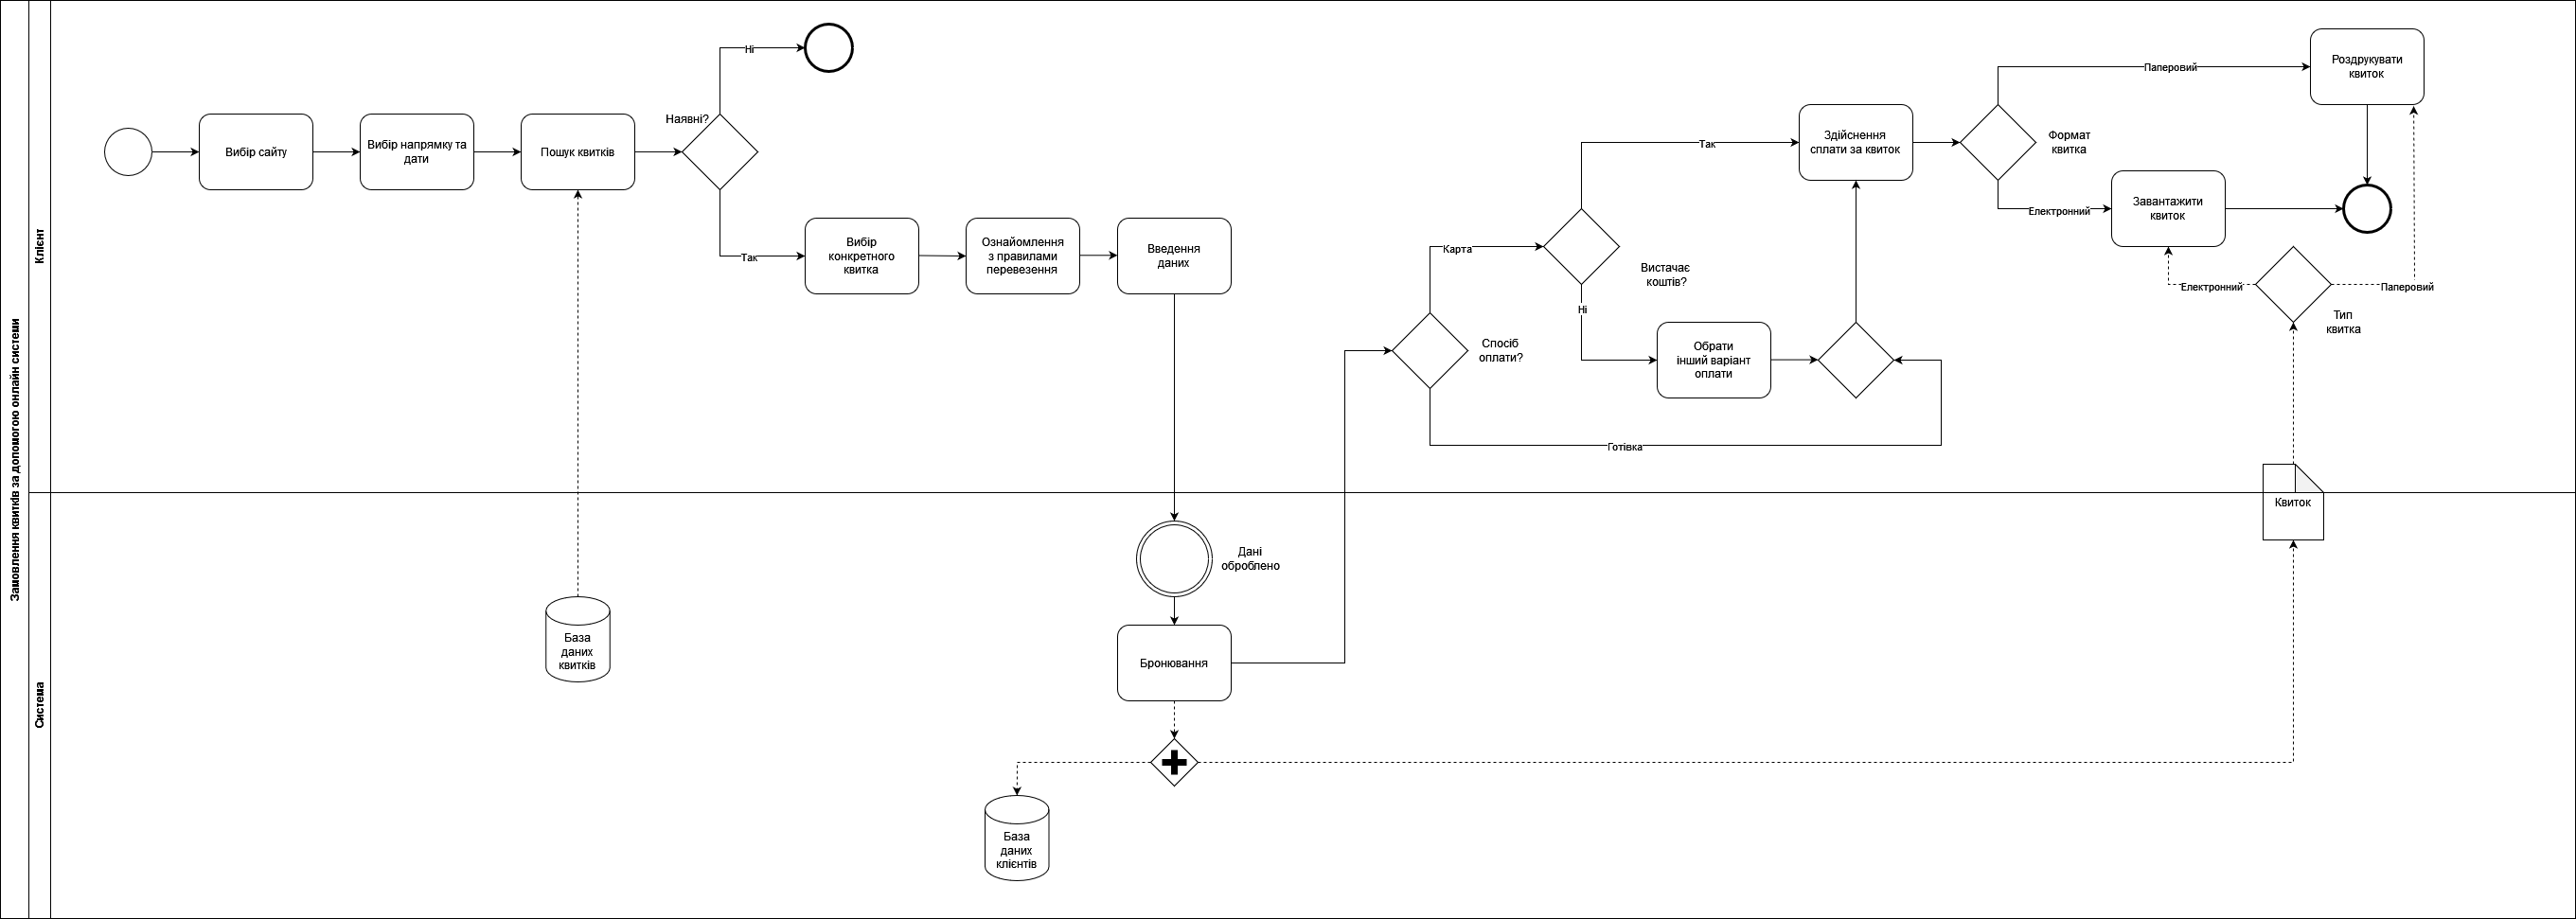 Замовлення квитків за допомогою онлайн системи
Клієнт
Вибір сайту
Вибір напрямку та
дати
Пошук квитків
Наявні?
Ні
Так
Вибір
конкретного
квитка
Ознайомлення
з правилами
перевезення
Введення
даних
Спосіб
оплати?
Карта
Готівка
Вистачає
коштів?
Так
Ні
Обрати
інший варіант
оплати
Здійснення
сплати за квиток
Формат
квитка
Паперовий
Електронний
Роздрукувати
квиток
Завантажити
квиток
Електронний
Паперовий
Тип
квитка
Система
Квиток
Дані
оброблено
База
даних
квитків
Бронювання
База
даних
клієнтів